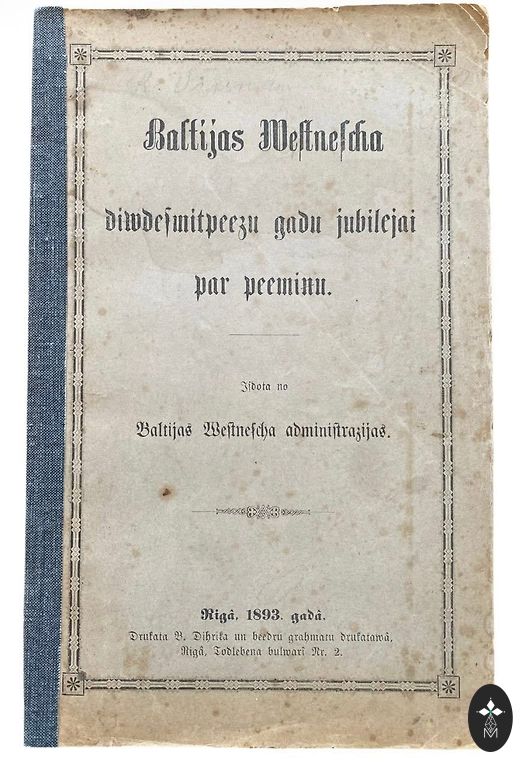 Baltijas Westnescha
diwdesmitpeezu gadu jubilejai
par peeminu.
Isdota no
Baltijas Westnescha administrazijas.
Rigâ, 1893. gadâ.
Drukata B. Dihrika un beedru grahmatu drukatawâ,
Rigâ, Todlebena bulwarî Nr. 2.